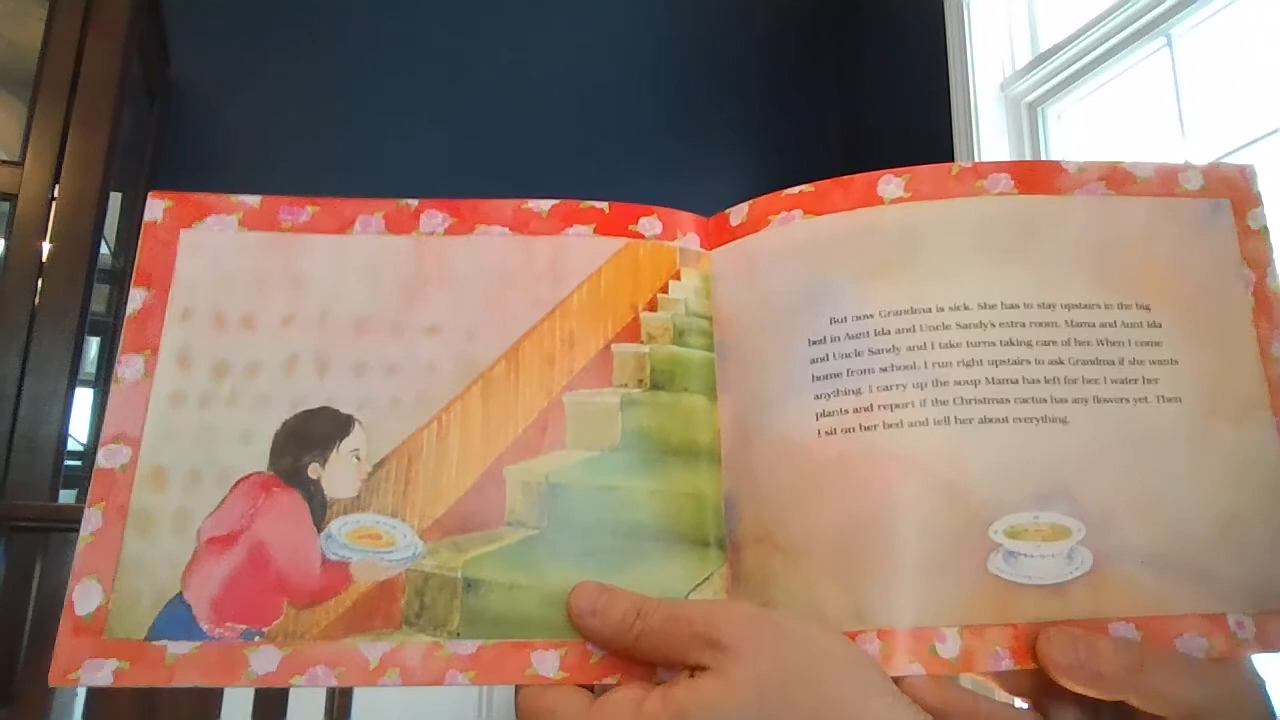 But now Grandma is sick. She has to stay upstairs in the big
bed in Aunt Ida and Uncle Sandy's extra room. Mama and Aunt Ida
and Uncle Sandy and I take turns taking care of her. When I come
home from school, I run right upstairs to ask Grandma if she wants
anything. I carry up the soup Mama has left for her. I water her
plants and report if the Christmas cactus has any flowers yet. Then
I sit on her bed and tell her about everything.